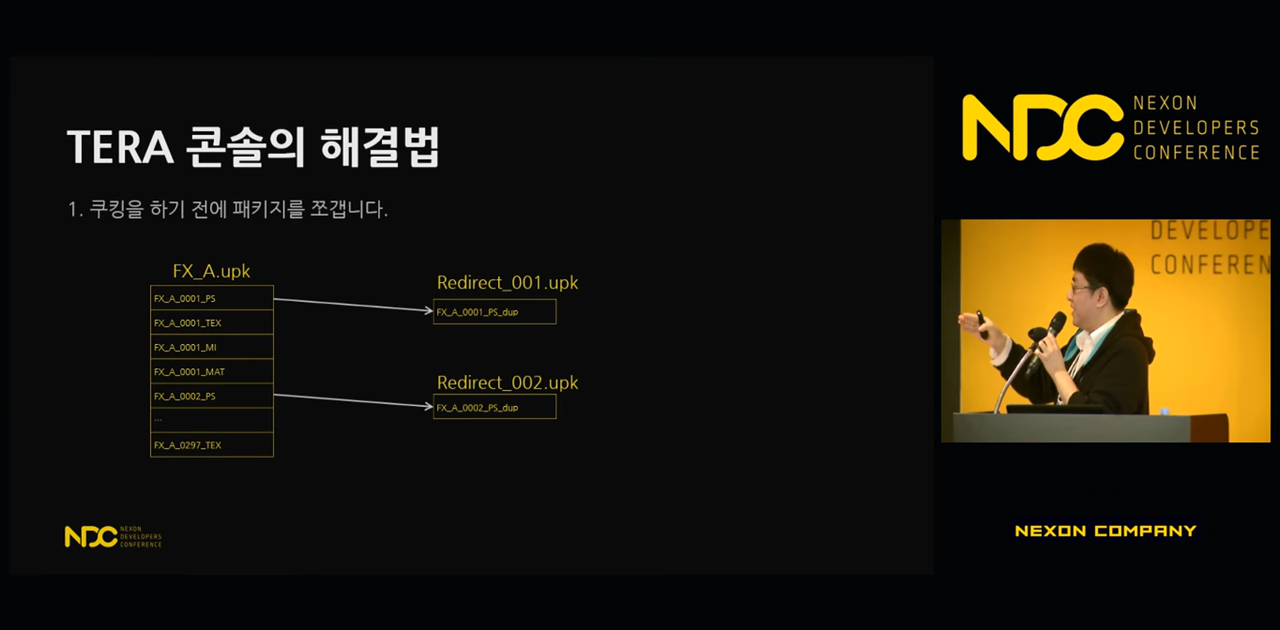 TERA 콘솔의 해결법
1. 쿠킹을 하기 전에 패키지를 쪼갭니다.
FX_A.upk
FX_A_0001_PS
FX_A_0001_TEX
FX_A_0001_MI
FX_A_0001_MAT
FX_A_0002_PS
...
FX_A_0297_TEX
Redirect_001.upk
FX_A_0001_PS_dup
Redirect_002.upk
FX_A_0002_PS_dup
NDC
NEXON
DEVELOPERS
CONFERENCE
NDC
NEXON
DEVELOPERS
CONFERENCE
DEVELOPE
CONFEREN
NEXON COMPANY